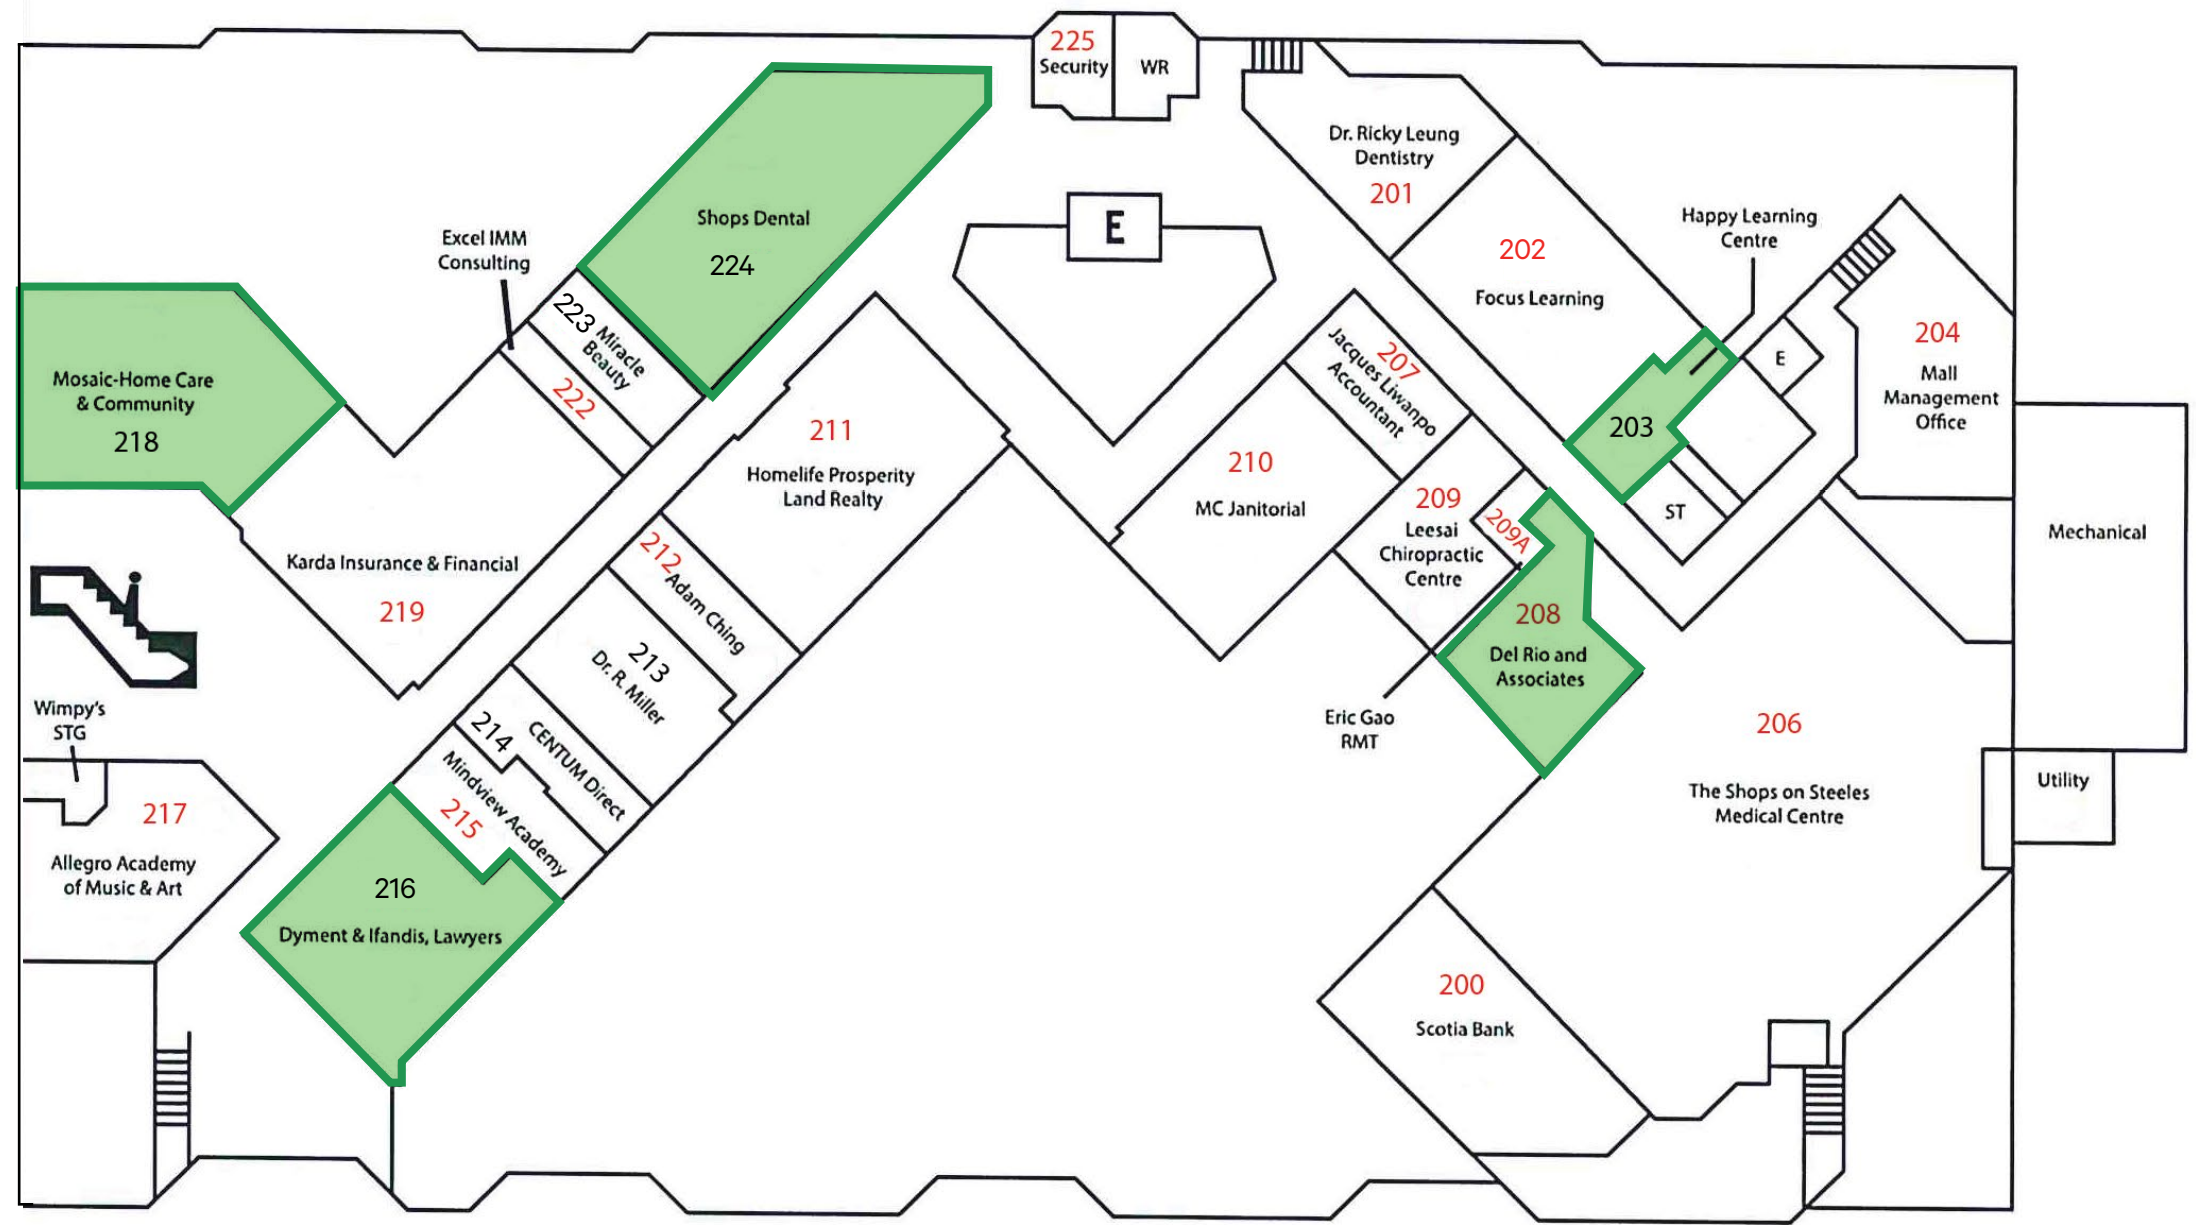 225
Security
WR
Dr. Ricky Leung
Dentistry
201
Happy Learning
Centre
Shops Dental
224
E
202
Focus Learning
Excel IMM
Consulting
223 Miracle
Beauty
222
Mosaic-Home Care
& Community
218
207
Jacques Liwanpo
Accountant
E
204
Mall
Management
Office
203
211
Homelife Prosperity
Land Realty
210
MC Janitorial
209
Leesai
Chiropractic
Centre
209A
ST
Mechanical
Karda Insurance & Financial
219
212 Adam Ching
213
Dr. R. Miller
208
Del Rio and
Associates
Eric Gao
RMT
206
The Shops on Steeles
Medical Centre
Utility
Wimpy's
STG
214
CENTUM Direct
Mindview Academy
215
217
Allegro Academy
of Music & Art
216
Dyment & Ifandis, Lawyers
200
Scotia Bank